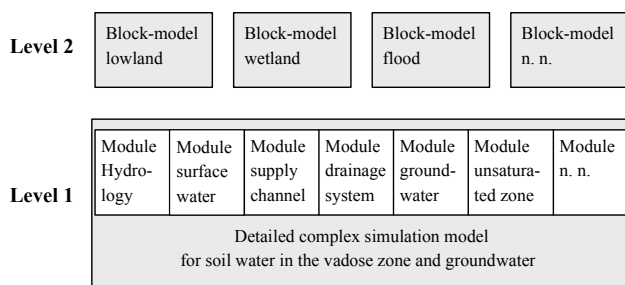 Level 2
Block-model
lowland
Block-model
wetland
Block-model
flood
Block-model
n. n.
Level 1
Module
Hydro-
logy
Module
surface
water
Module
supply
channel
Module
drainage
system
Module
ground-
water
Module
unsatura-
ted zone
Module
n. n.
Detailed complex simulation model
for soil water in the vadose zone and groundwater